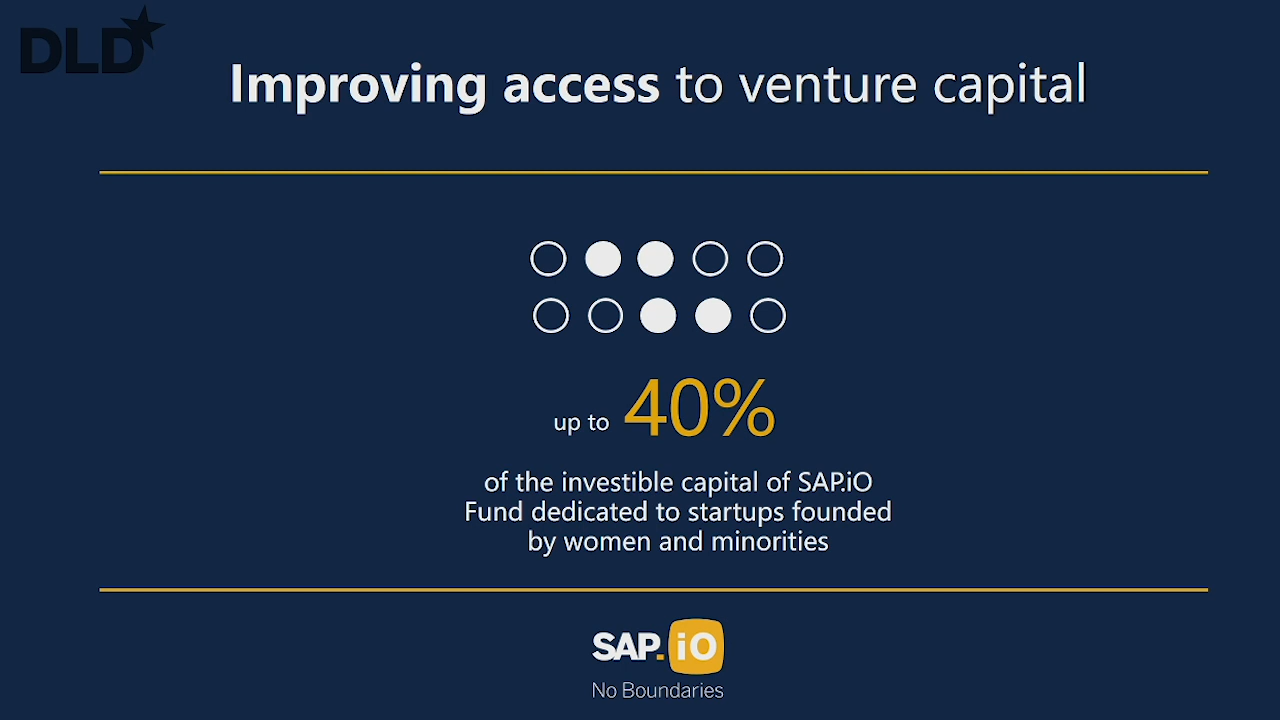 DLD
Improving access to venture capital
up to 40%
of the investible capital of SAP.iO
Fund dedicated to startups founded
by women and minorities
SAP.iO
No Boundaries